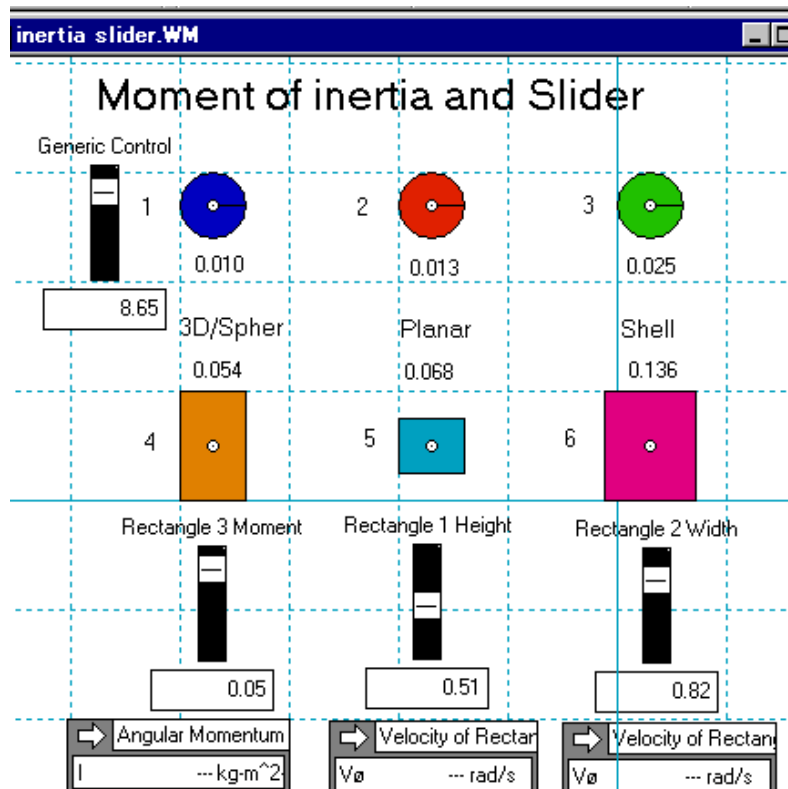 inertia slider.WM
Moment of inertia and Slider
Generic Control
1
2
3
0.010
0.013
0.025
8.65
3D/Spher
Planar
Shell
0.054
0.068
0.136
4
5
6
Rectangle 3 Moment
Rectangle 1 Height
Rectangle 2 Width
0.05
0.51
0.82
Angular Momentum
Velocity of Rectan
Velocity of Rectang
I --- kg-m^2-
Vø --- rad/s
Vø --- rad/s